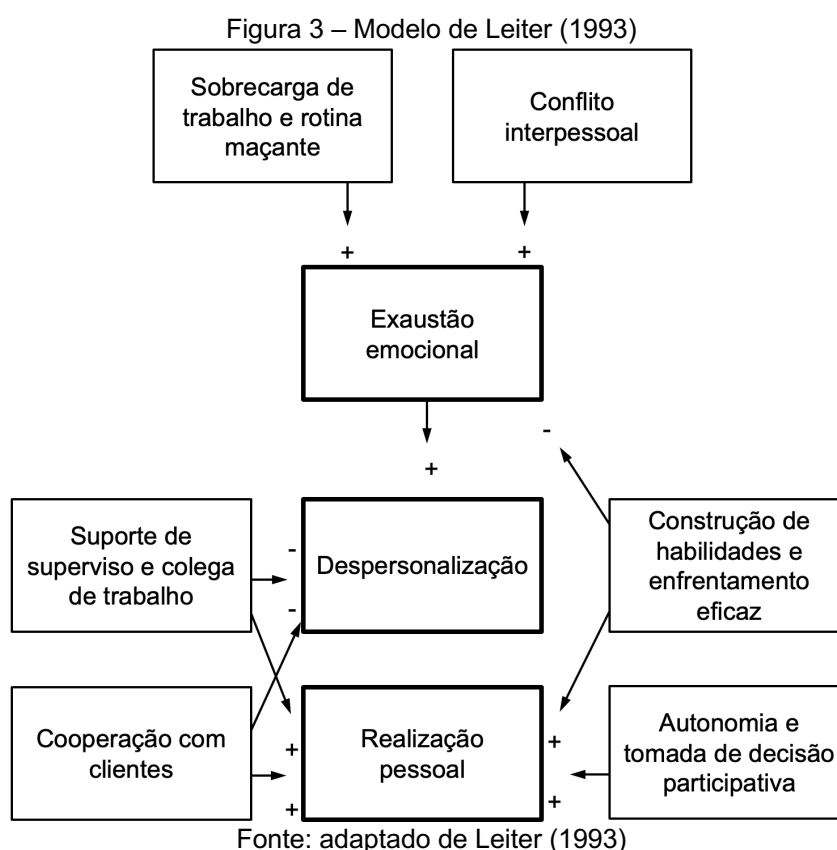 Figura 3 – Modelo de Leiter (1993)
Sobrecarga de
trabalho e rotina
maçante
Conflito
interpessoal
+
+
Exaustão
emocional
-
+
Suporte de
superviso e colega
de trabalho
-
-
Despersonalização
Construção de
habilidades e
enfrentamento
eficaz
Cooperação com
clientes
+
+
Realização
pessoal
+
+
Autonomia e
tomada de decisão
participativa
Fonte: adaptado de Leiter (1993)